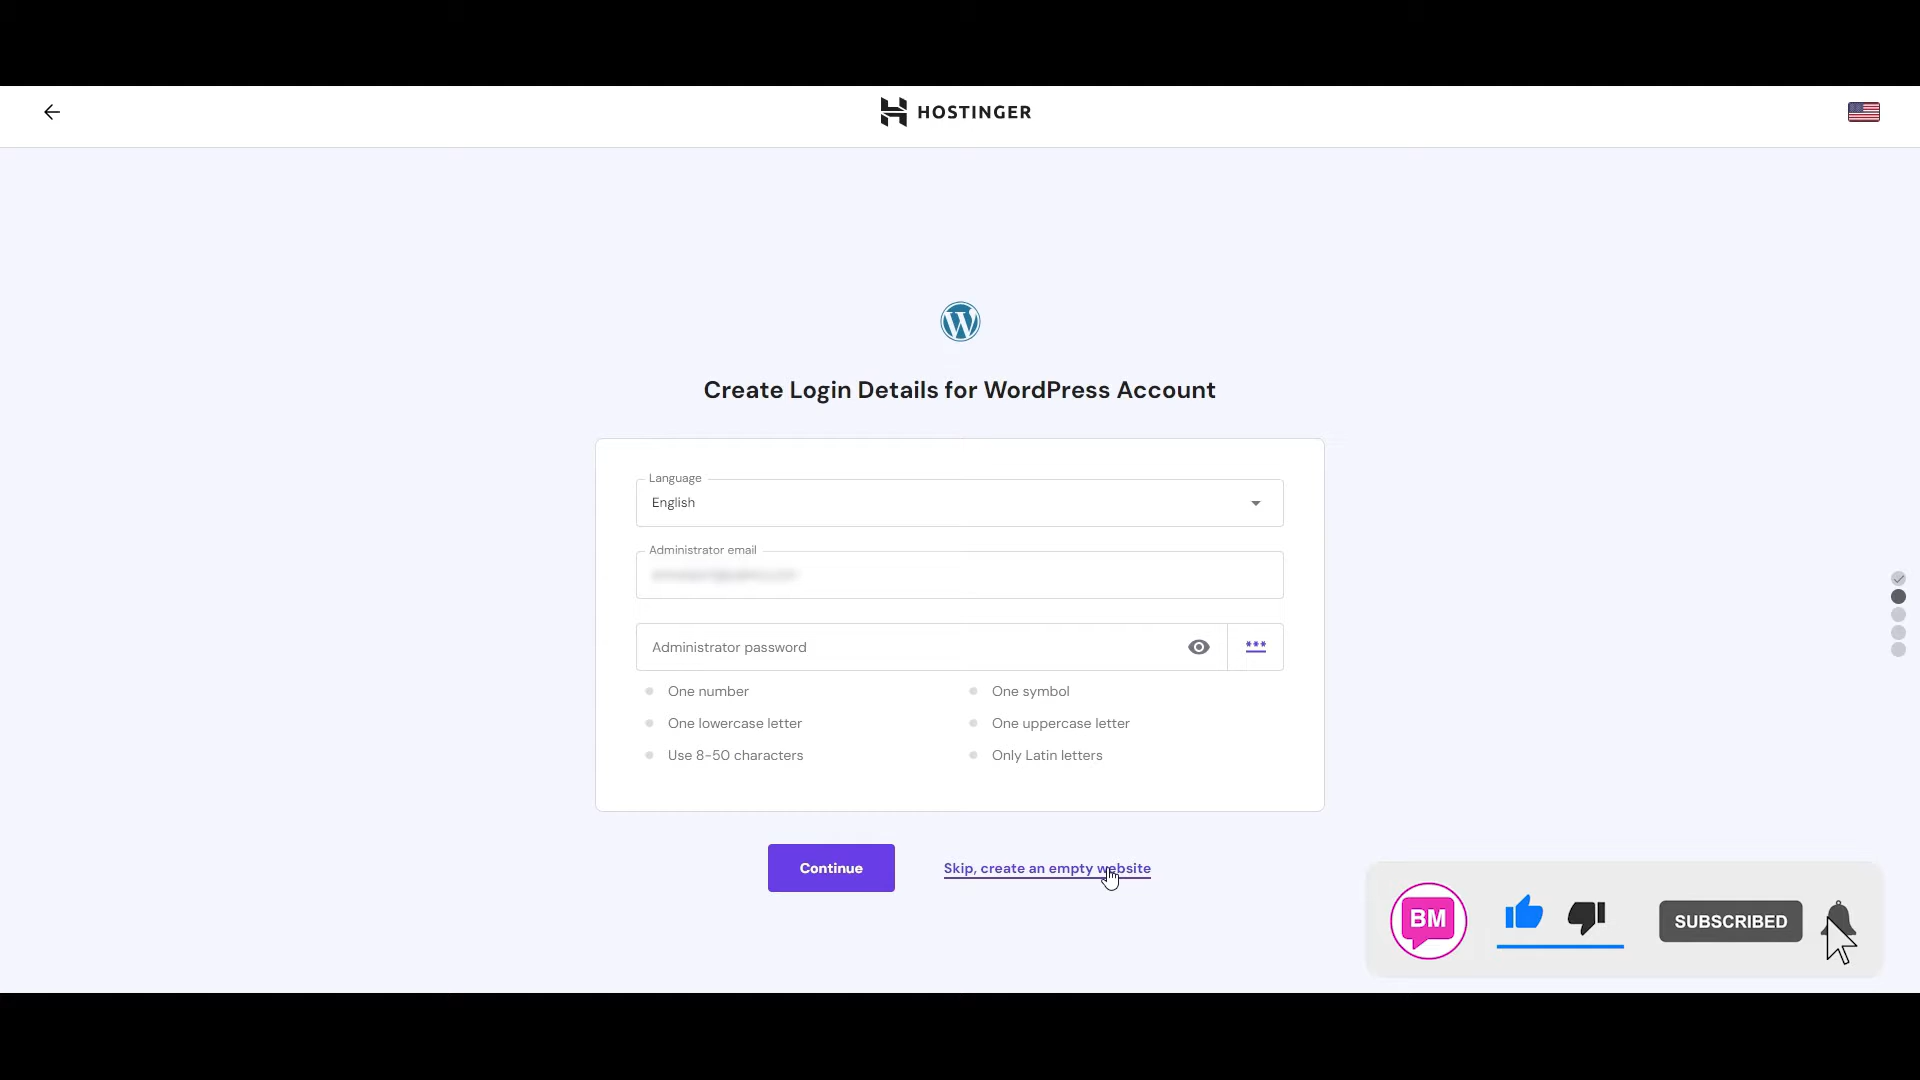 HOSTINGER
Create Login Details for WordPress Account
Language
English
Administrator email
Administrator password
***
One number
One symbol
One lowercase letter
One uppercase letter
Use 8-50 characters
Only Latin letters
Continue
Skip, create an empty website
BM
SUBSCRIBED